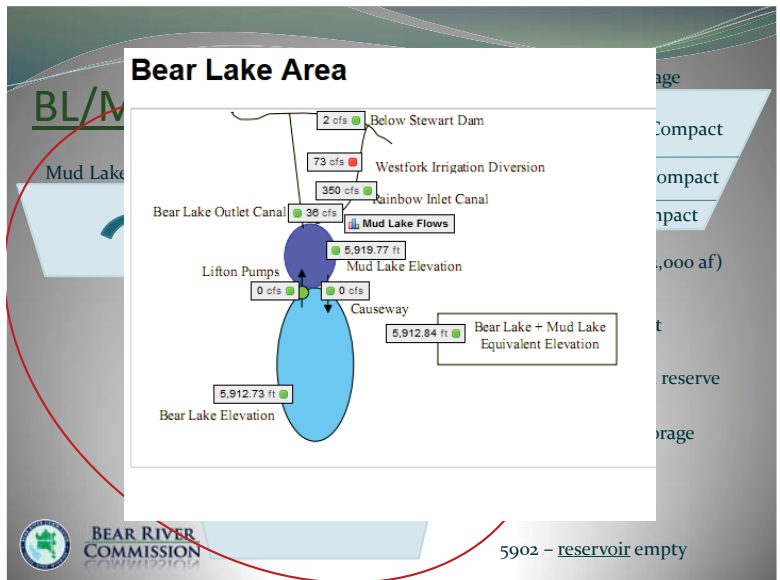 Bear Lake Area
BL/M
age
Compact
ompact
mpact
Mud Lake
2 cfs
Below Stewart Dam
73 cfs
Westfork Irrigation Diversion
350 cfs
Rainbow Inlet Canal
Bear Lake Outlet Canal
36 cfs
Mud Lake Flows
5,919.77 ft
Mud Lake Elevation
Lifton Pumps
0 cfs
0 cfs
Causeway
5,912.84 ft
Bear Lake + Mud Lake
Equivalent Elevation
5,912.73 ft
Bear Lake Elevation
,000 af)
t
reserve
rage
BEAR RIVER
COMMISSION
5902 – reservoir empty